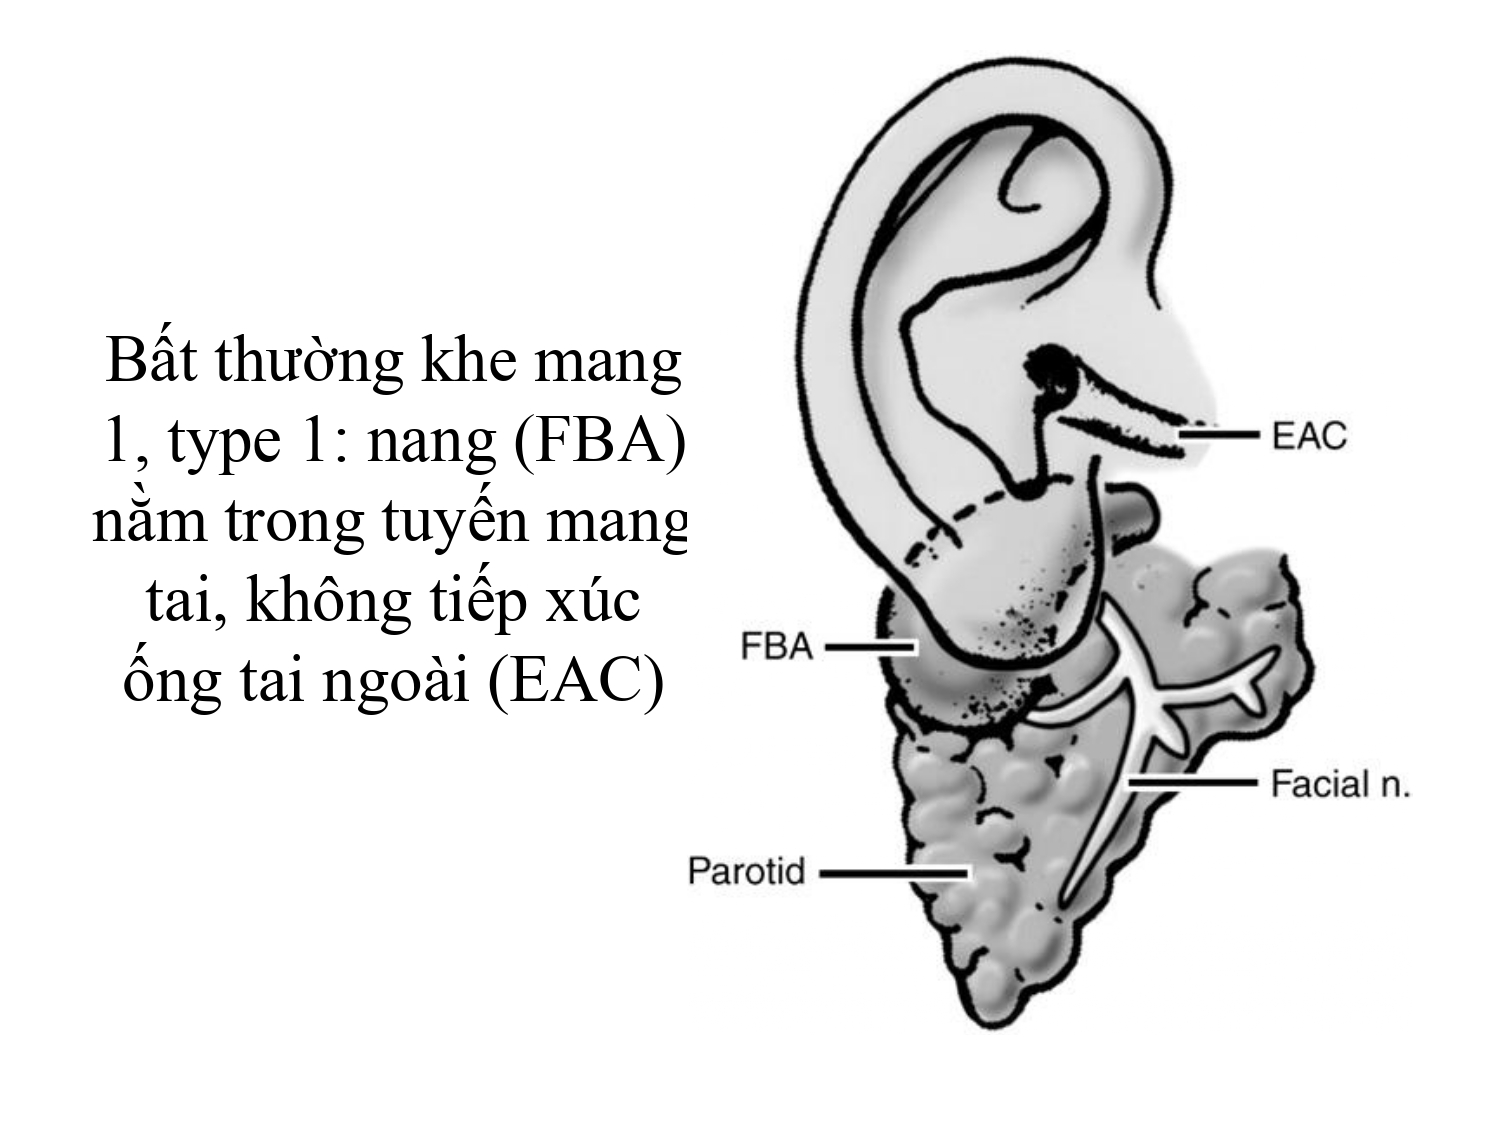 Bất thường khe mang
1, type 1: nang (FBA)
nằm trong tuyến mang
tai, không tiếp xúc
ống tai ngoài (EAC)
EAC
FBA
Facial n.
Parotid